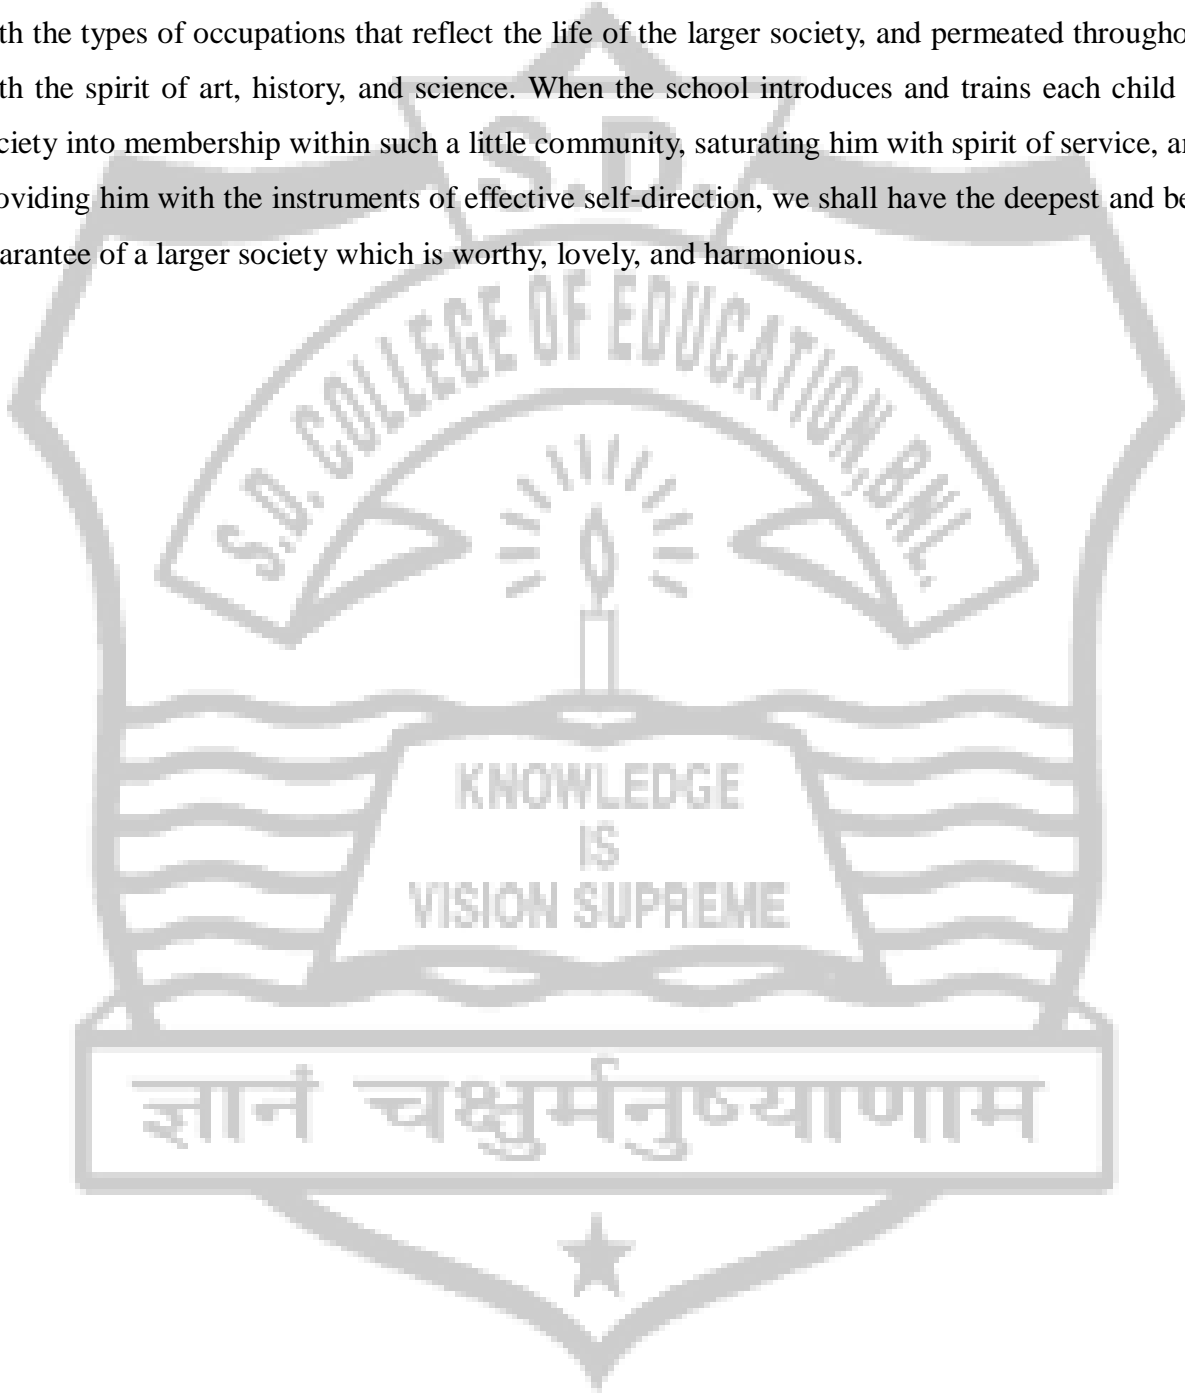 th the types of occupations that reflect the life of the larger society, and permeated througho
th the spirit of art, history, and science. When the school introduces and trains each child
ciety into membership within such a little community, saturating him with spirit of service, an
oviding him with the instruments of effective self-direction, we shall have the deepest and be
arantee of a larger society which is worthy, lovely, and harmonious.
S.D.
S.D. COLLEGE OF EDUCATION, BNL.
KNOWLEDGE
IS
VISION SUPREME
ज्ञानं चक्षुर्मनुष्याणाम